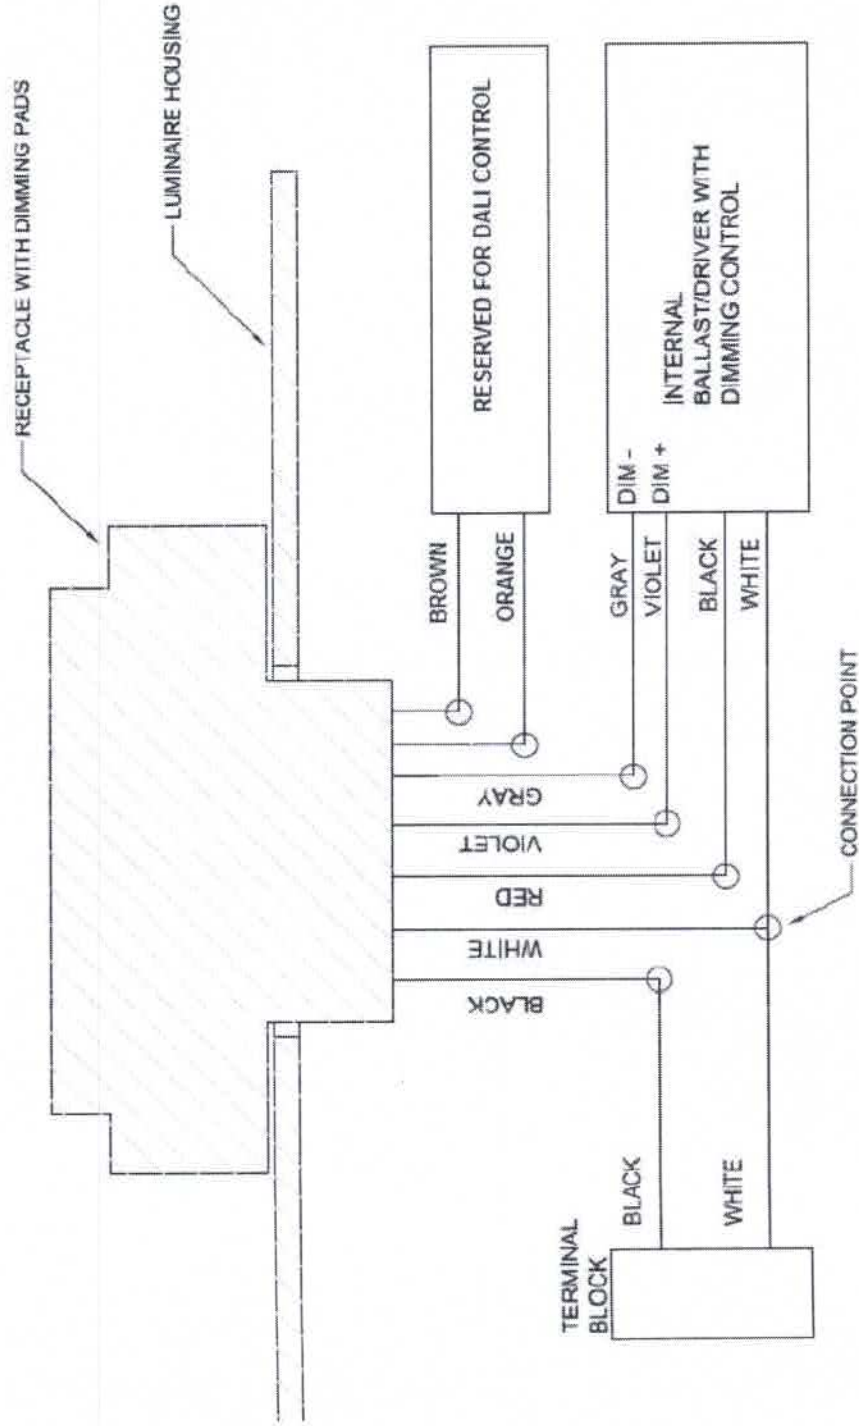 RECEPTACLE WITH DIMMING PADS
LUMINAIRE HOUSING
RESERVED FOR DALI CONTROL
BROWN
ORANGE
DIM -
DIM +
INTERNAL
BALLAST/DRIVER WITH
DIMMING CONTROL
GRAY
VIOLET
BLACK
WHITE
GRAY
VIOLET
RED
WHITE
BLACK
CONNECTION POINT
TERMINAL
BLOCK
BLACK
WHITE